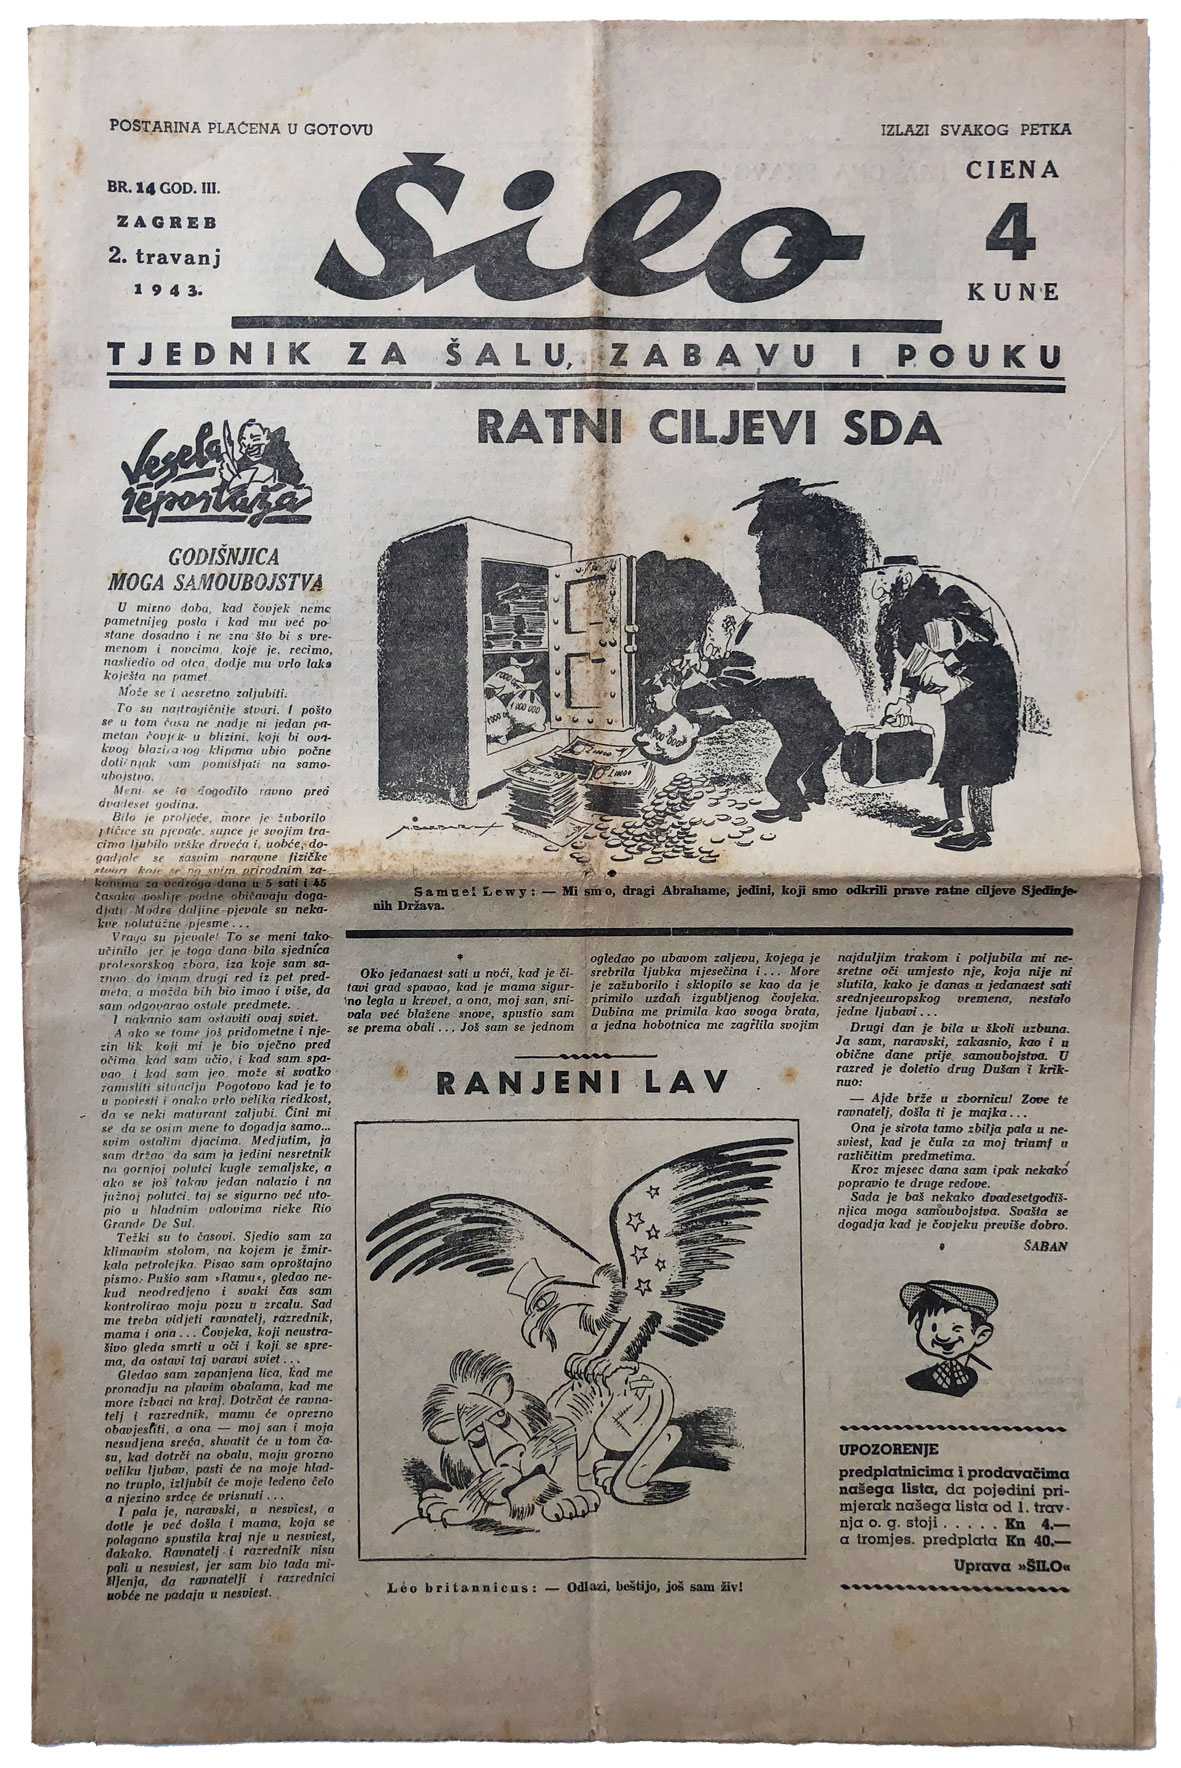 POSTARINA PLAĆENA U GOTOVU
IZLAZI SVAKOG PETKA
BR. 14 GOD. III.
ZAGREB
2. travanj
1943.
Šilo
CIENA
4
KUNE
TJEDNIK ZA ŠALU, ZABAVU I POUKU
Vesela
reportaža
GODIŠNJICA
MOGA SAMOUBOJSTVA
U mirno doba, kad čovjek nema
pametnijeg posla i kad mu već po
stane dosadno i ne zna što bi s vre-
menom i novcima, koje je, recimo,
nasliedio od otca, dodje mu vrlo lako
koješta na pamet
Može se i nesretno zaljubiti.
To su najtragičnije stvari. I pošto
se u tom času ne nadje ni jedan pa-
metan čovjek u blizini, koji bi ova-
kvog blaziranog klipana ubio počne
dotičnjak sam pomišljati na samo-
ubojstvo.
Meni se to dogodilo ravno pred
dvadeset godina.
Bilo je proljeće, more je žuborilo
ptičice su pjevale, sunce je svojim tra-
cima ljubilo vrške drveća i, uobće, do-
gadjale se sasvim naravne fizičke
stvari koje se po svim prirodnim za-
konima za vedroga dana u 5 sati i 45
časaka poslije podne običavaju doga-
djati Modre daljine pjevale su neka-
kve polutužne pjesme...
Vraga su pjevale! To se meni tako
učinilo jer je toga dana bila sjednica
profesorskog zbora, iza koje sam sa-
znao da imam drugi red iz pet pred-
meta, a možda bih bio imao i više, da
sam odgovarao ostale predmete.
I nakanio sam ostaviti ovaj sviet.
A ako se tome još pridometne i nje-
zin lik koji mi je bio vječno pred
očima kad sam učio, i kad sam spa-
vao i kad sam jeo može si svatko
zamisliti situaciju Pogotovo kad je to
u poviesti i onako vrlo velika riedkost,
da se neki maturant zaljubi. Čini mi
se da se osim mene to dogadja samo...
svim ostalim djacima. Medjutim, ja
sam držao da sam ja jedini nesretnik
na gornjoj polutci kugle zemaljske, a
ako se još takav jedan nalazio i na
južnoj polutci, taj se sigurno već uto-
pio u hladnim valovima rieke Rio
Grande De Sul.
Težki su to časovi. Sjedio sam za
klimavim stolom, na kojem je žmir-
kala petrolejka. Pisao sam oproštajno
pismo. Pušio sam »Ramu«, gledao ne-
kud neodredjeno i svaki čas sam
kontrolirao moju pozu u zrcalu. Sad
me treba vidjeti ravnatelj, razrednik,
mama i ona... Čovjeka, koji neustra-
šivo gleda smrti u oči i koji se spre-
ma, da ostavi taj varavi sviet...
Gledao sam zapanjena lica, kad me
pronadju na plavim obalama, kad me
more izbaci na kraj. Dotrčat će ravna-
telj i razrednik, mamu će oprezno
obavjestiti, a ona — moj san i moja
nesudjena sreća, shvatit će u tom ča-
su, kad dotrči na obalu, moju grozno
veliku ljubav, pasti će na moje hlad-
no truplo, izljubit će moje ledeno čelo
a njezino srdce će vrisnuti...
I pala je, naravski, u nesviest, a
dotle je već došla i mama, koja se
polagano spustila kraj nje u nesviest,
dakako. Ravnatelj i razrednik nisu
pali u nesviest, jer sam bio tada mi-
šljenja, da ravnatelji i razrednici
uobće ne padaju u nesviest.
RATNI CILJEVI SDA
1000
1 000 000
100 000
Samuel Lewy: — Mi smo, dragi Abrahame, jedini, koji smo odkrili prave ratne ciljeve Sjedinje-
nih Država.
Oko jedanaest sati u noći, kad je či-
tavi grad spavao, kad je mama sigur-
no legla u krevet, a ona, moj san, sni-
vala već blažene snove, spustio sam
se prema obali... Još sam se jednom
ogledao po ubavom zaljevu, kojega je
srebrila ljubka mjesečina i... More
je zažuborilo i sklopilo se kao da je
primilo uzdah izgubljenog čovjeka.
Dubina me primila kao svoga brata,
a jedna hobotnica me zagrlila svojim
najduljim trakom i poljubila mi ne-
sretne oči umjesto nje, koja nije ni
slutila, kako je danas u jedanaest sati
srednjeeuropskog vremena, nestalo
jedne ljubavi...
Drugi dan je bila u školi uzbuna.
Ja sam, naravski, zakasnio, kao i u
obične dane prije samoubojstva. U
razred je doletio drug Dušan i krik-
nuo:
— Ajde brže u zbornicu! Zove te
ravnatelj, došla ti je majka...
Ona je sirota tamo zbilja pala u ne-
sviest, kad je čula za moj triumf u
različitim predmetima.
Kroz mjesec dana sam ipak nekako
popravio te druge redove.
Sada je baš nekako dvadesetgodiš-
njica moga samoubojstva. Svašta se
dogadja kad je čovjeku previše dobro.
ŠABAN
RANJENI LAV
Leo britannicus: — Odlazi, beštijo, još sam živ!
UPOZORENJE
predplatnicima i prodavačima
našega lista, da pojedini pri-
mjerak našega lista od 1. trav-
nja o. g. stoji . . . . . Kn 4.—
a tromjes. predplata Kn 40.—
Uprava »ŠILO«